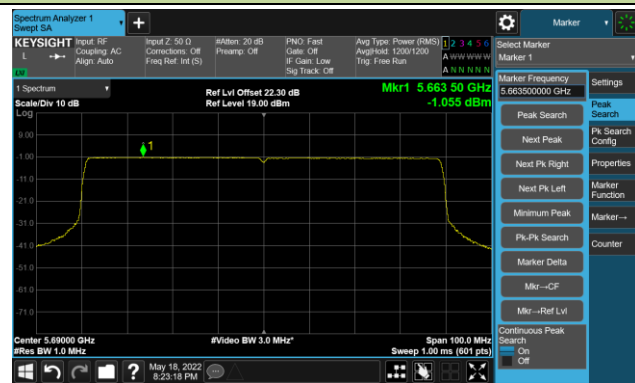 Spectrum Analyzer 1
Swept SA
+
Marker
KEYSIGHT
L
Input: RF
Coupling: AC
Align: Auto
Input Z: 50 Ω
Corrections: Off
Freq Ref: Int (S)
#Atten: 20 dB
Preamp: Off
PNO: Fast
Gate: Off
IF Gain: Low
Sig Track: Off
Avg Type: Power (RMS)
Avg|Hold: 1200/1200
Trig: Free Run
1 2 3 4 5 6
A W W W W W
A N N N N N
LV
Select Marker
Marker 1
1 Spectrum
Scale/Div 10 dB
Log
Ref Lvl Offset 22.30 dB
Ref Level 19.00 dBm
Mkr1 5.663 50 GHz
-1.055 dBm
1
9.00
-1.00
-11.0
-21.0
-31.0
-41.0
-51.0
-61.0
-71.0
Center 5.69000 GHz
#Res BW 1.0 MHz
#Video BW 3.0 MHz*
Span 100.0 MHz
Sweep 1.00 ms (601 pts)
Marker Frequency
5.663500000 GHz
Peak Search
Next Peak
Next Pk Right
Next Pk Left
Minimum Peak
Pk-Pk Search
Marker Delta
Mkr→CF
Mkr→Ref Lvl
Continuous Peak
Search
On
Off
Settings
Peak
Search
Pk Search
Config
Properties
Marker
Function
Marker→
Counter
?
May 18, 2022
8:23:18 PM